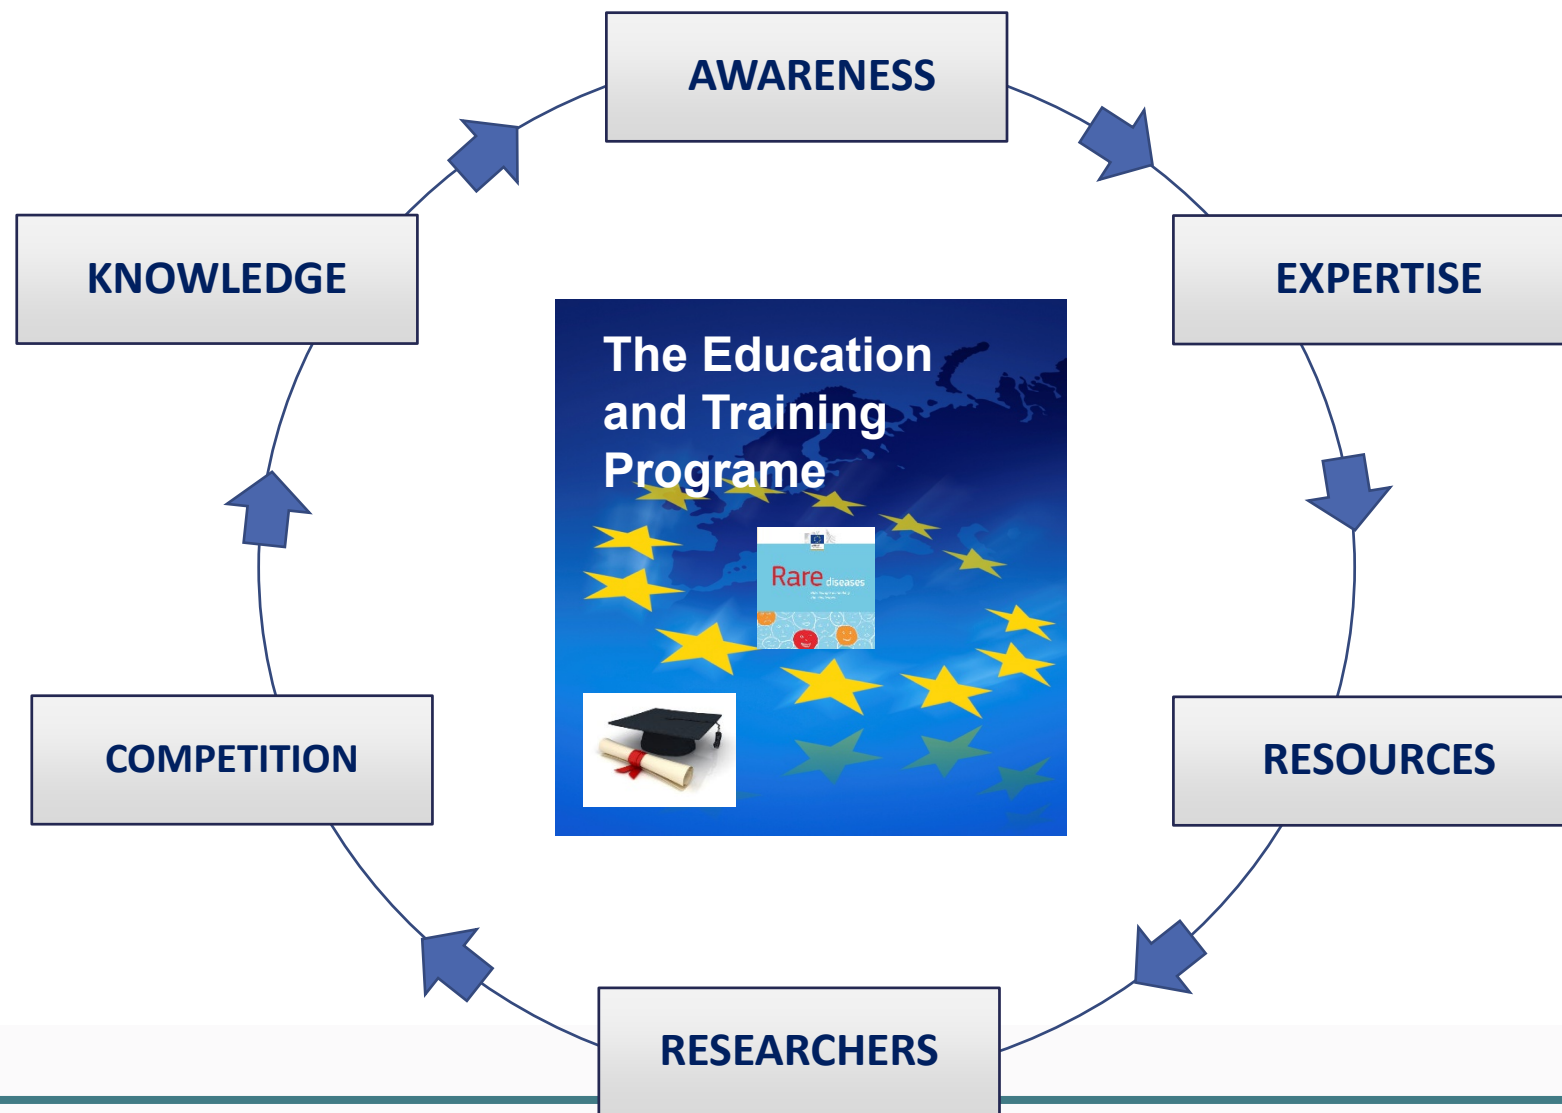 AWARENESS
KNOWLEDGE
EXPERTISE
The Education
and Training
Programe
Rare diseases
COMPETITION
RESOURCES
RESEARCHERS